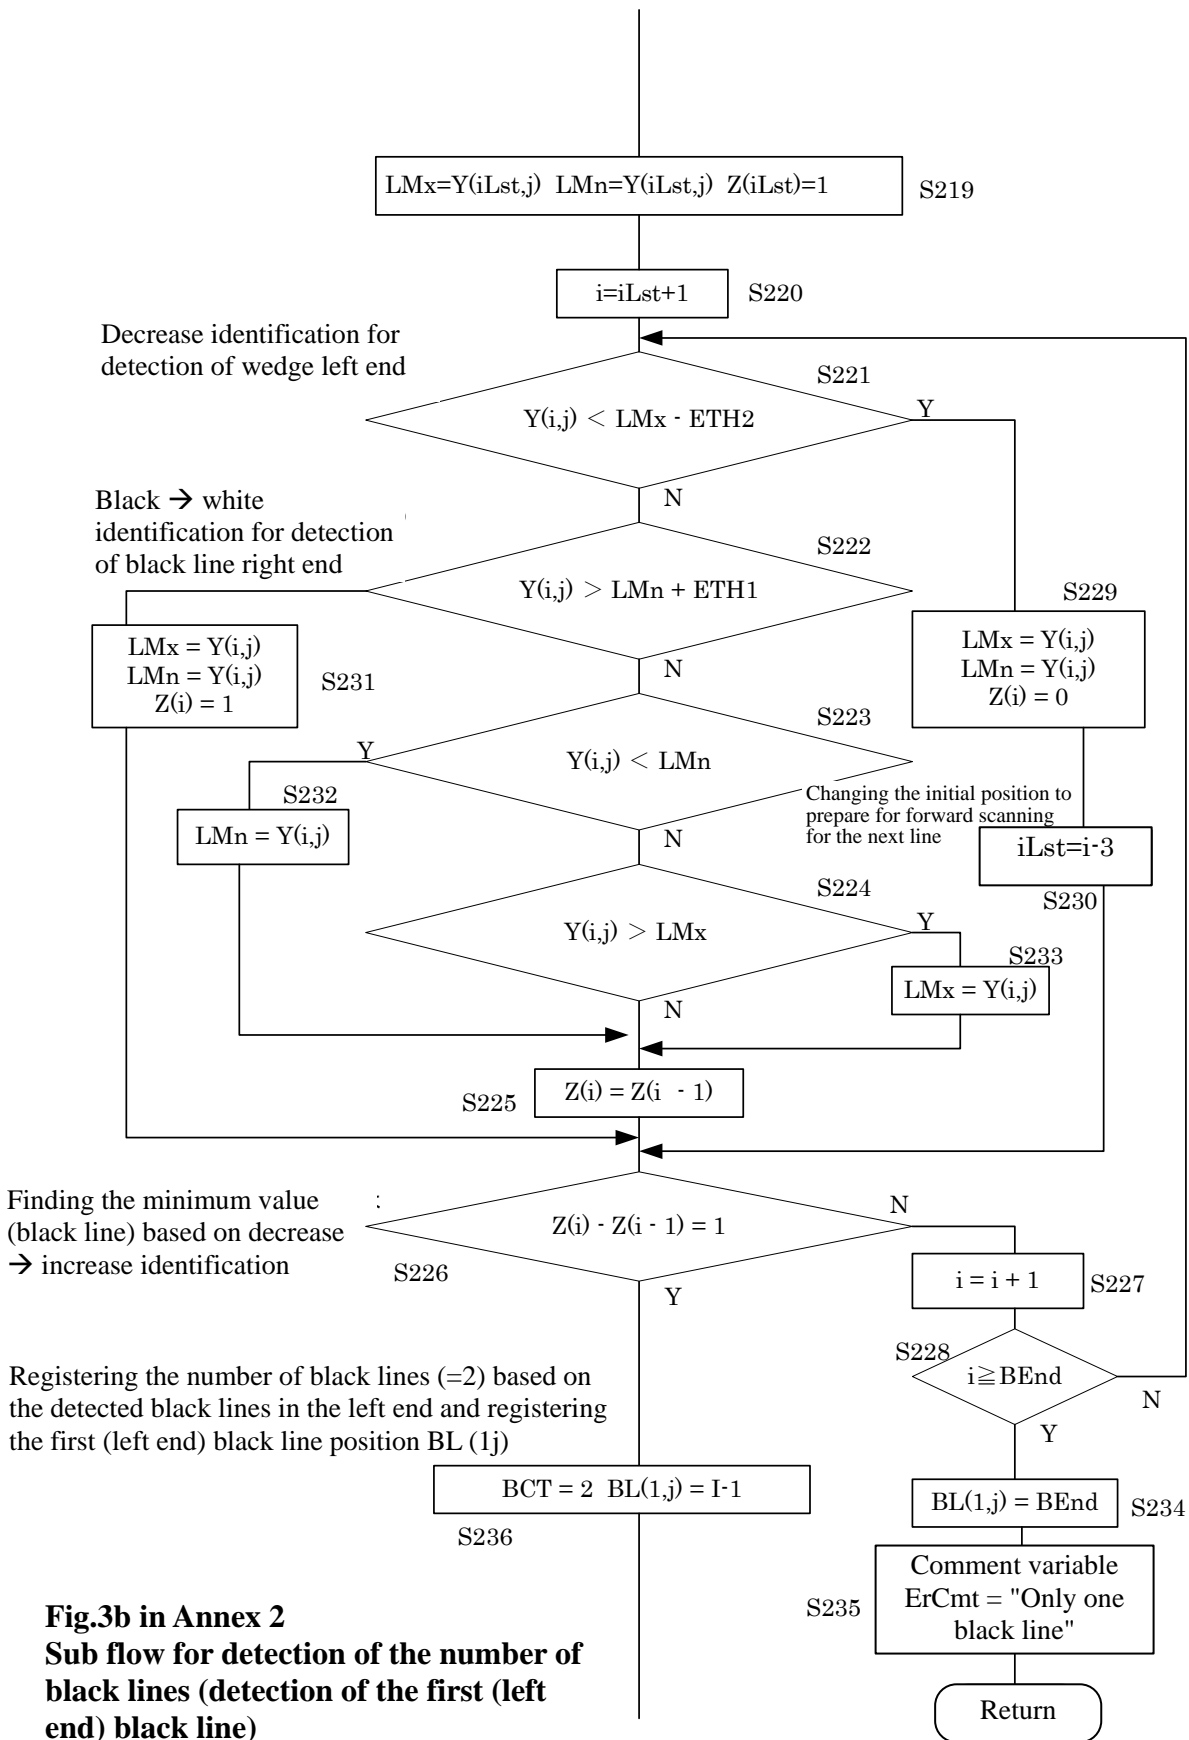 LMx=Y(iLst,j) LMn=Y(iLst,j) Z(iLst)=1
S219
i=iLst+1
S220
Decrease identification for
detection of wedge left end
S221
Y(i,j) < LMx - ETH2
Y
N
Black → white
identification for detection
of black line right end
S222
Y(i,j) > LMn + ETH1
N
S229
LMx = Y(i,j)
LMn = Y(i,j)
Z(i) = 0
LMx = Y(i,j)
LMn = Y(i,j)
Z(i) = 1
S231
S223
Y
Y(i,j) < LMn
N
S232
LMn = Y(i,j)
Changing the initial position to
prepare for forward scanning
for the next line
iLst=i-3
S230
S224
Y(i,j) > LMx
Y
N
S233
LMx = Y(i,j)
Z(i) = Z(i - 1)
S225
Finding the minimum value
(black line) based on decrease
→ increase identification
Z(i) - Z(i - 1) = 1
N
S226
Y
i = i + 1
S227
S228
i≧BEnd
N
Y
Registering the number of black lines (=2) based on
the detected black lines in the left end and registering
the first (left end) black line position BL (1j)
BCT = 2 BL(1,j) = I-1
S236
BL(1,j) = BEnd
S234
Comment variable
ErCmt = "Only one
black line"
S235
Return
Fig.3b in Annex 2
Sub flow for detection of the number of
black lines (detection of the first (left
end) black line)